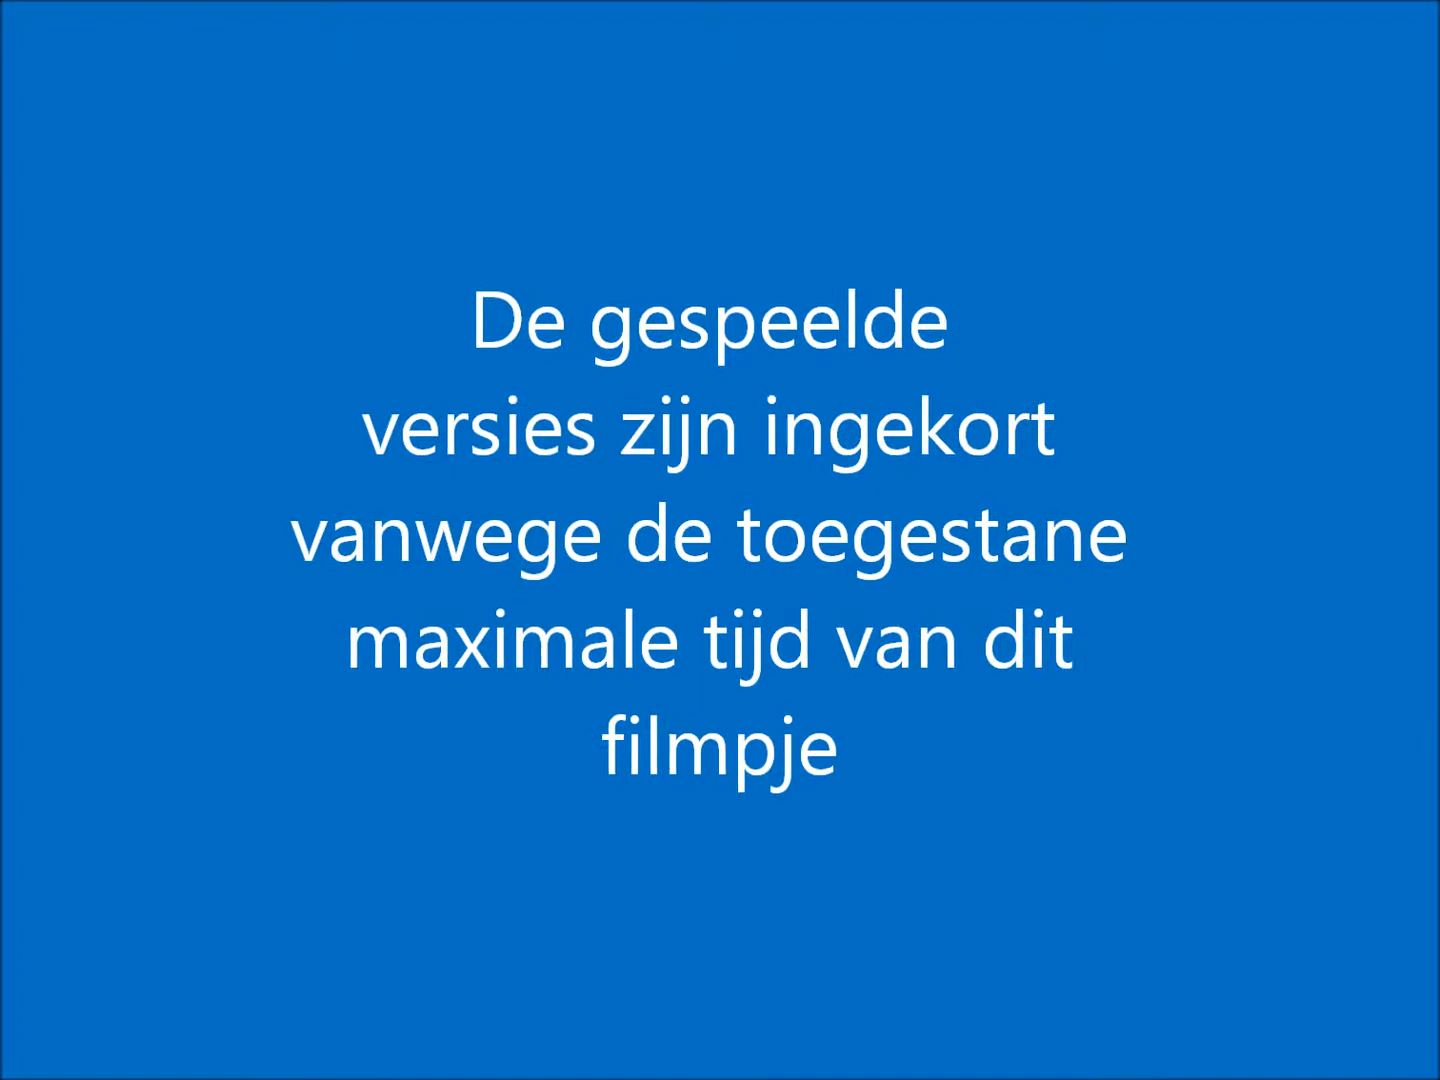 De gespeelde
versies zijn ingekort
vanwege de toegestane
maximale tijd van dit
filmpje